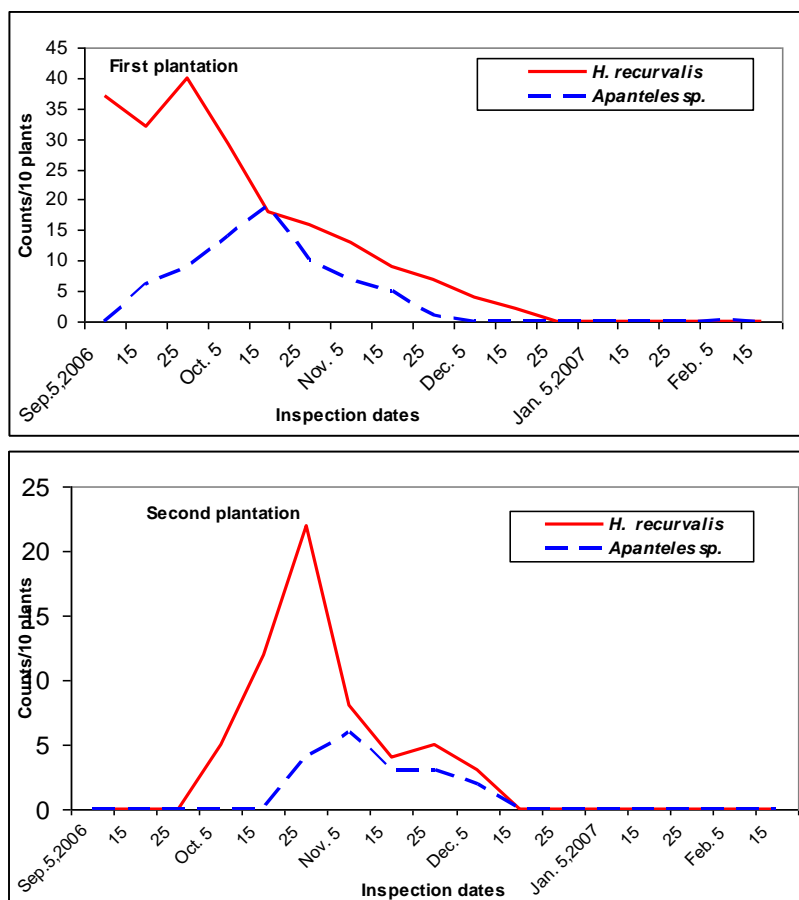 First plantation
H. recurvalis
Apanteles sp.
Counts/10 plants
45
40
35
30
25
20
15
10
5
0
Sep.5,2006
15
25
Oct. 5
15
25
Nov. 5
15
25
Dec. 5
15
25
Jan. 5,2007
15
25
Feb. 5
15
Inspection dates
Second plantation
H. recurvalis
Apanteles sp.
Counts/10 plants
25
20
15
10
5
0
Sep.5,2006
15
25
Oct. 5
15
25
Nov. 5
15
25
Dec. 5
15
25
Jan. 5,2007
15
25
Feb. 5
15
Inspection dates